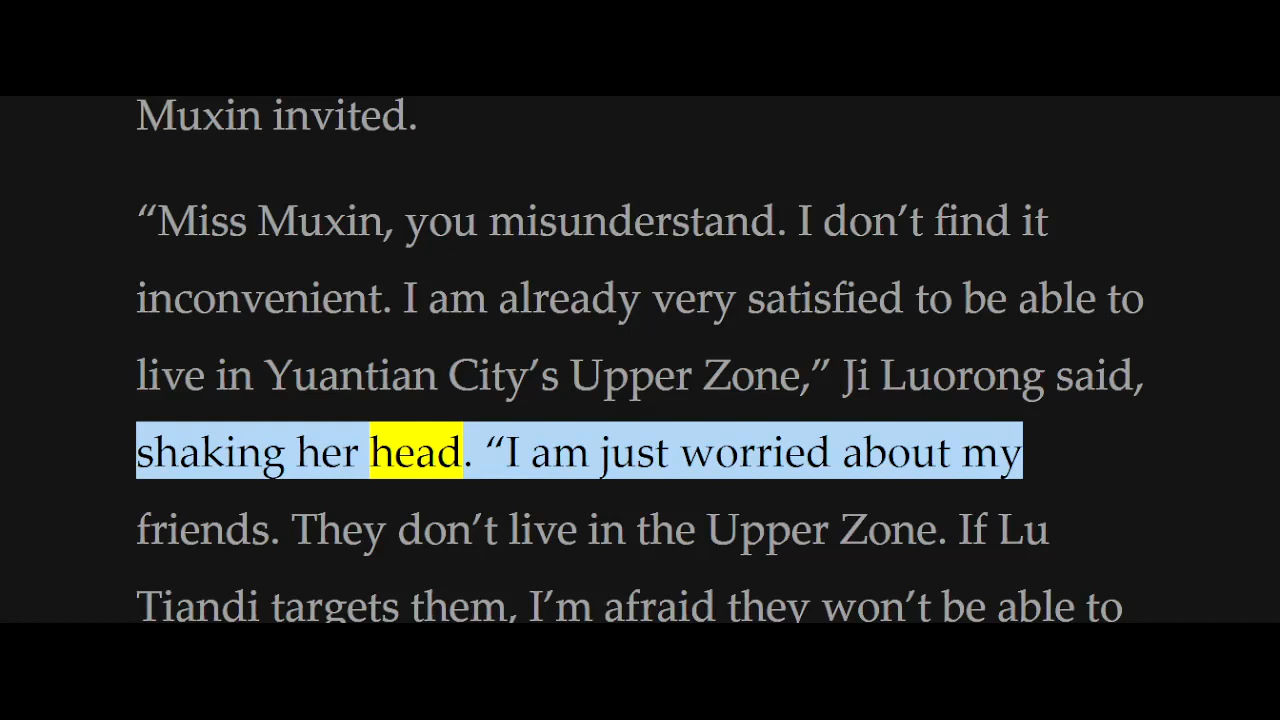 Muxin invited.
“Miss Muxin, you misunderstand. I don’t find it
inconvenient. I am already very satisfied to be able to
live in Yuantian City’s Upper Zone,” Ji Luorong said,
shaking her head. “I am just worried about my
friends. They don’t live in the Upper Zone. If Lu
Tiandi targets them, I’m afraid they won’t be able to